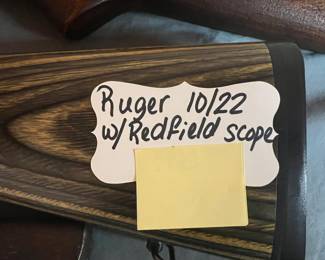 Ruger 10/22
w/Redfield scope